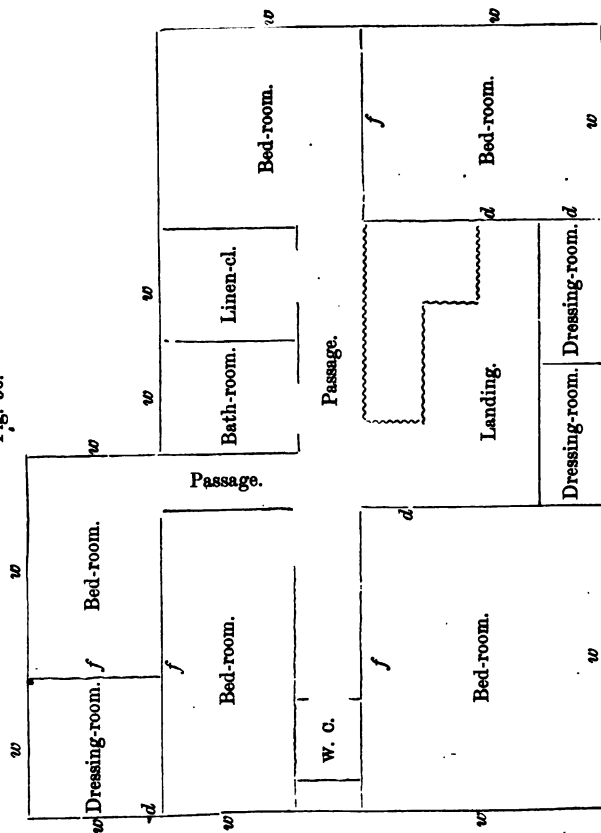 Fig.
w w
w Dressing-room. f Bed-room. w
d
w w
f
w Bed-room. Passage. Bath-room. Linen-cl. Bed-room. w
W. C. Passage.
f f
d
w Bed-room. Landing. d Bed-room. w
Dressing-room. Dressing-room. d
w w